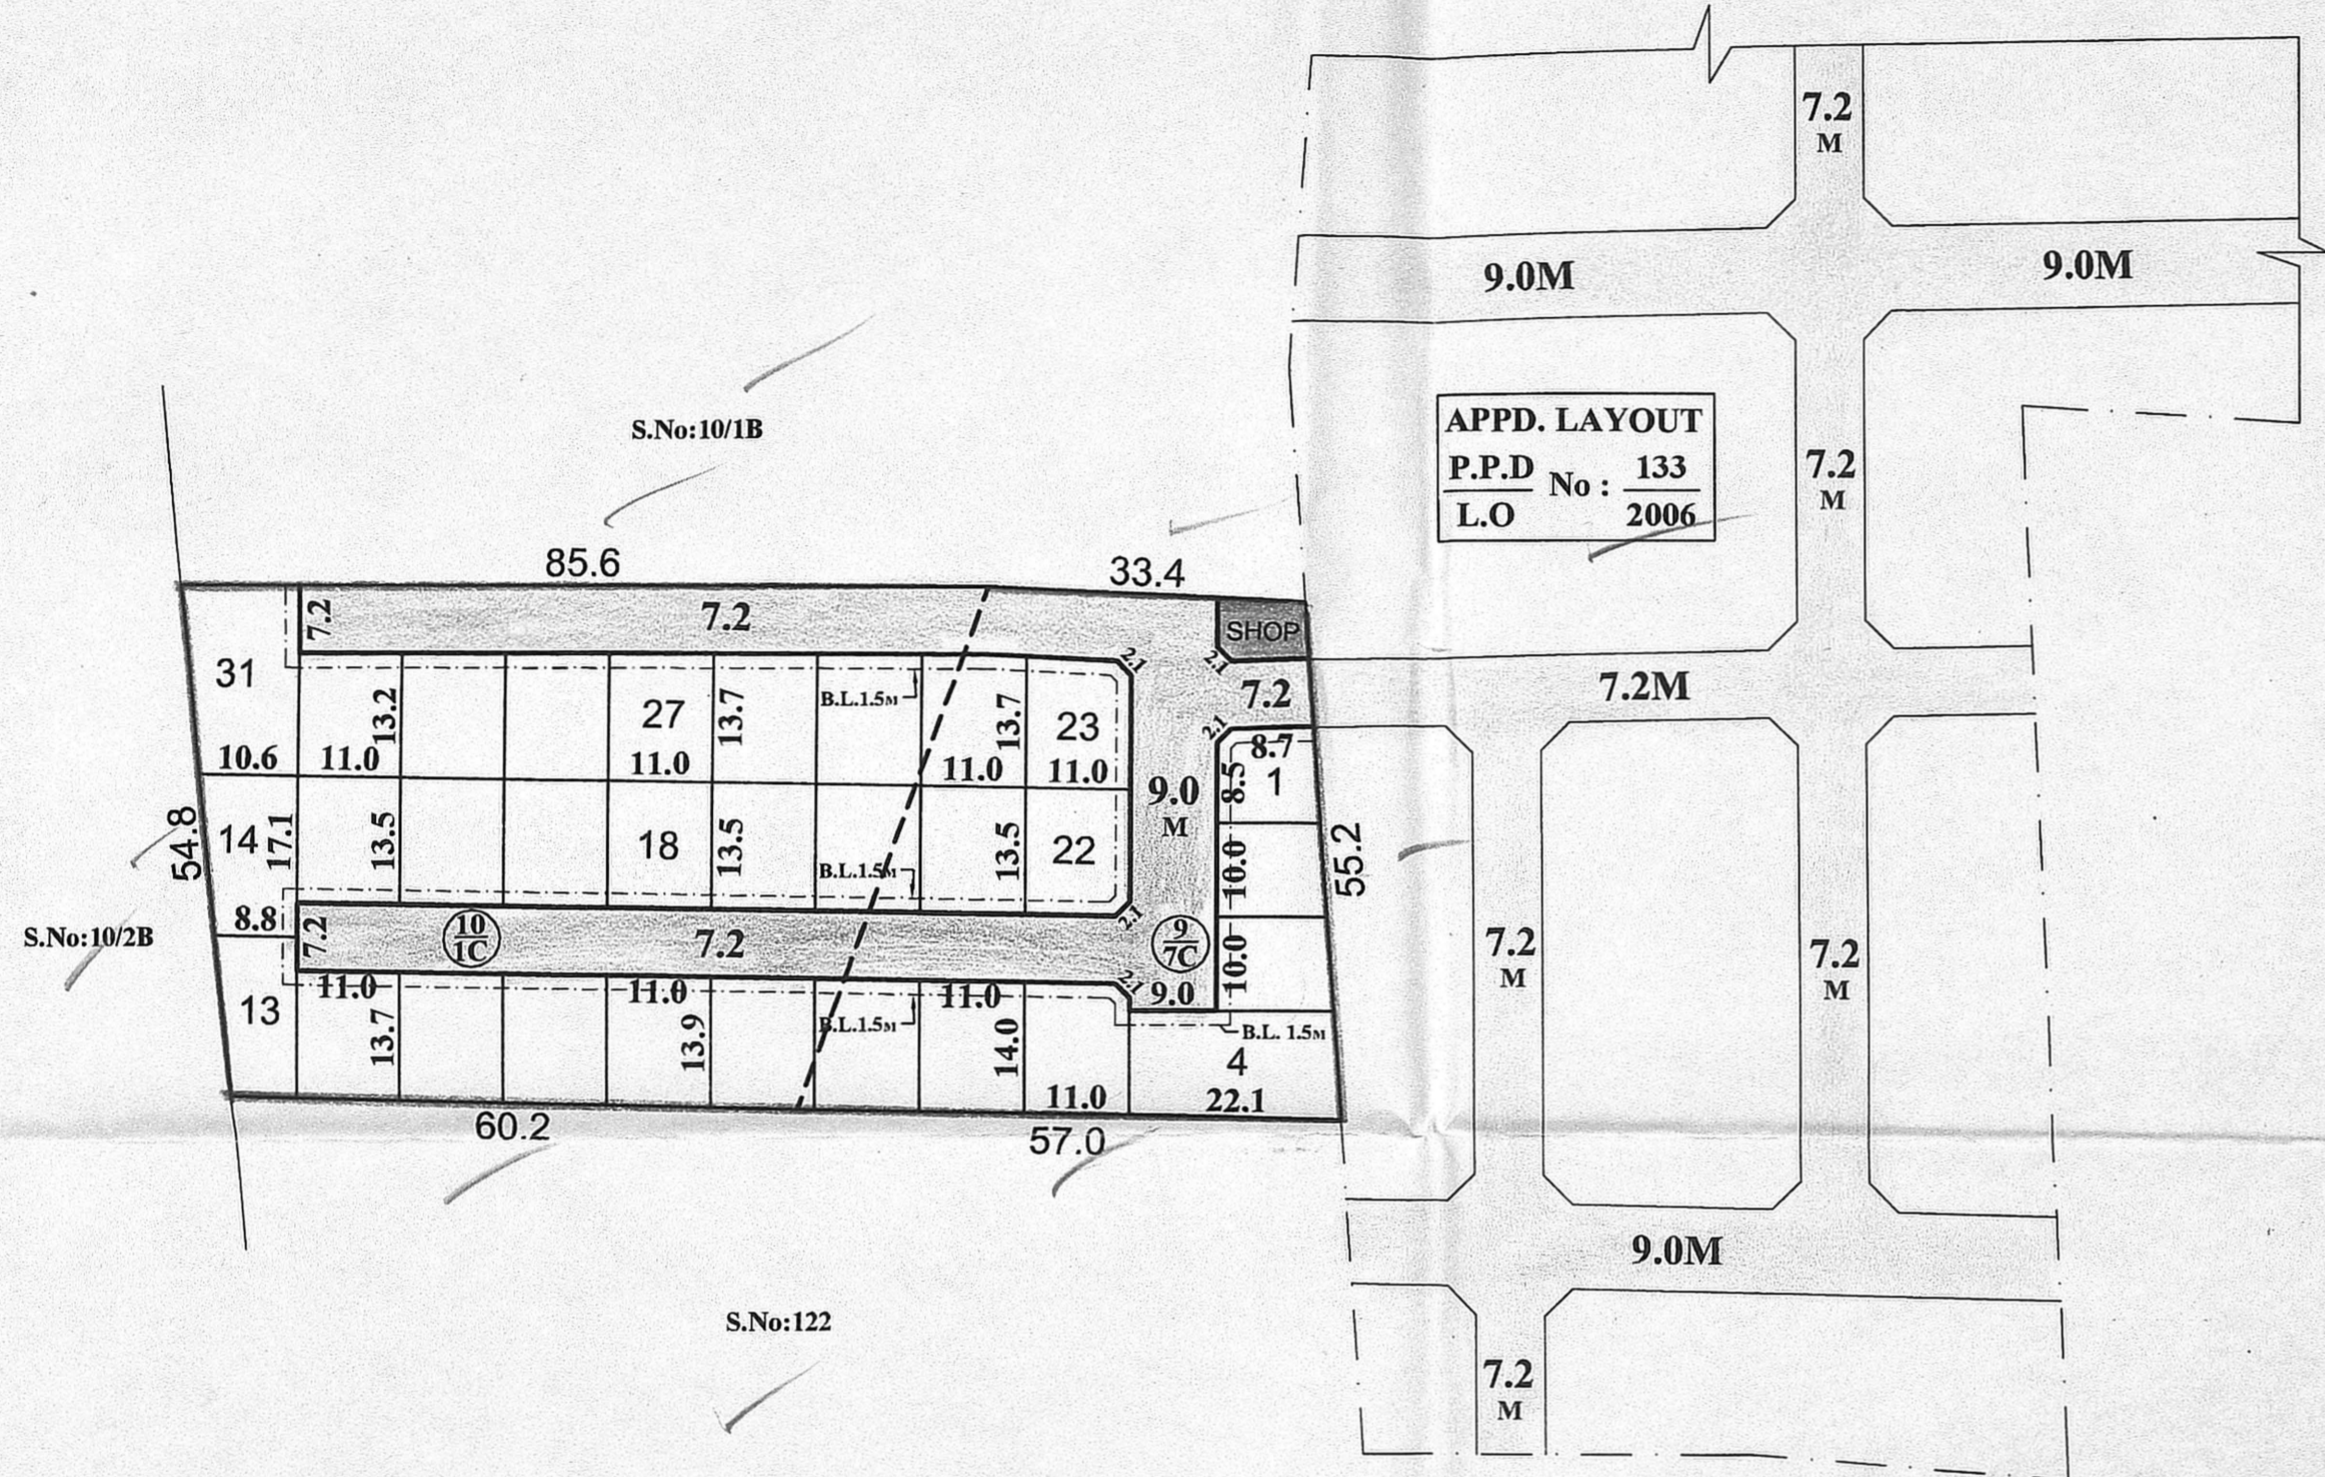 7.2
M
9.0M
9.0M
S.No:10/1B
APPD. LAYOUT
P.P.D
L.O
No :
133
2006
7.2
M
85.6
33.4
7.2
7.2
SHOP
31
2.1
2.1
7.2
7.2M
13.2
27
13.7
B.L.1.5M
13.7
23
2.1
10.6
11.0
11.0
11.0
11.0
8.7
8.5
1
9.0
M
54.8
14
17.1
13.5
18
13.5
B.L.1.5M
13.5
22
10.0
55.2
8.8
2.1
S.No:10/2B
7.2
10
1C
7.2
9
7C
10.0
7.2
M
7.2
M
11.0
11.0
11.0
2.1
9.0
13
13.7
13.9
B.L.1.5M
14.0
B.L. 1.5M
4
11.0
22.1
60.2
57.0
9.0M
S.No:122
7.2
M